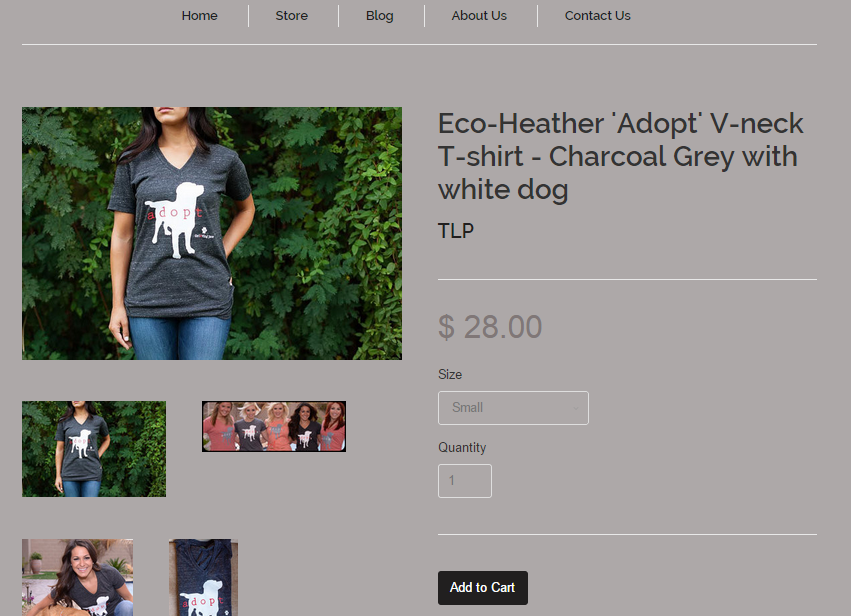 Home
Store
Blog
About Us
Contact Us
adopt
Eco-Heather 'Adopt' V-neck
T-shirt - Charcoal Grey with
white dog
TLP
$ 28.00
Size
Small
Quantity
1
adopt
Add to Cart